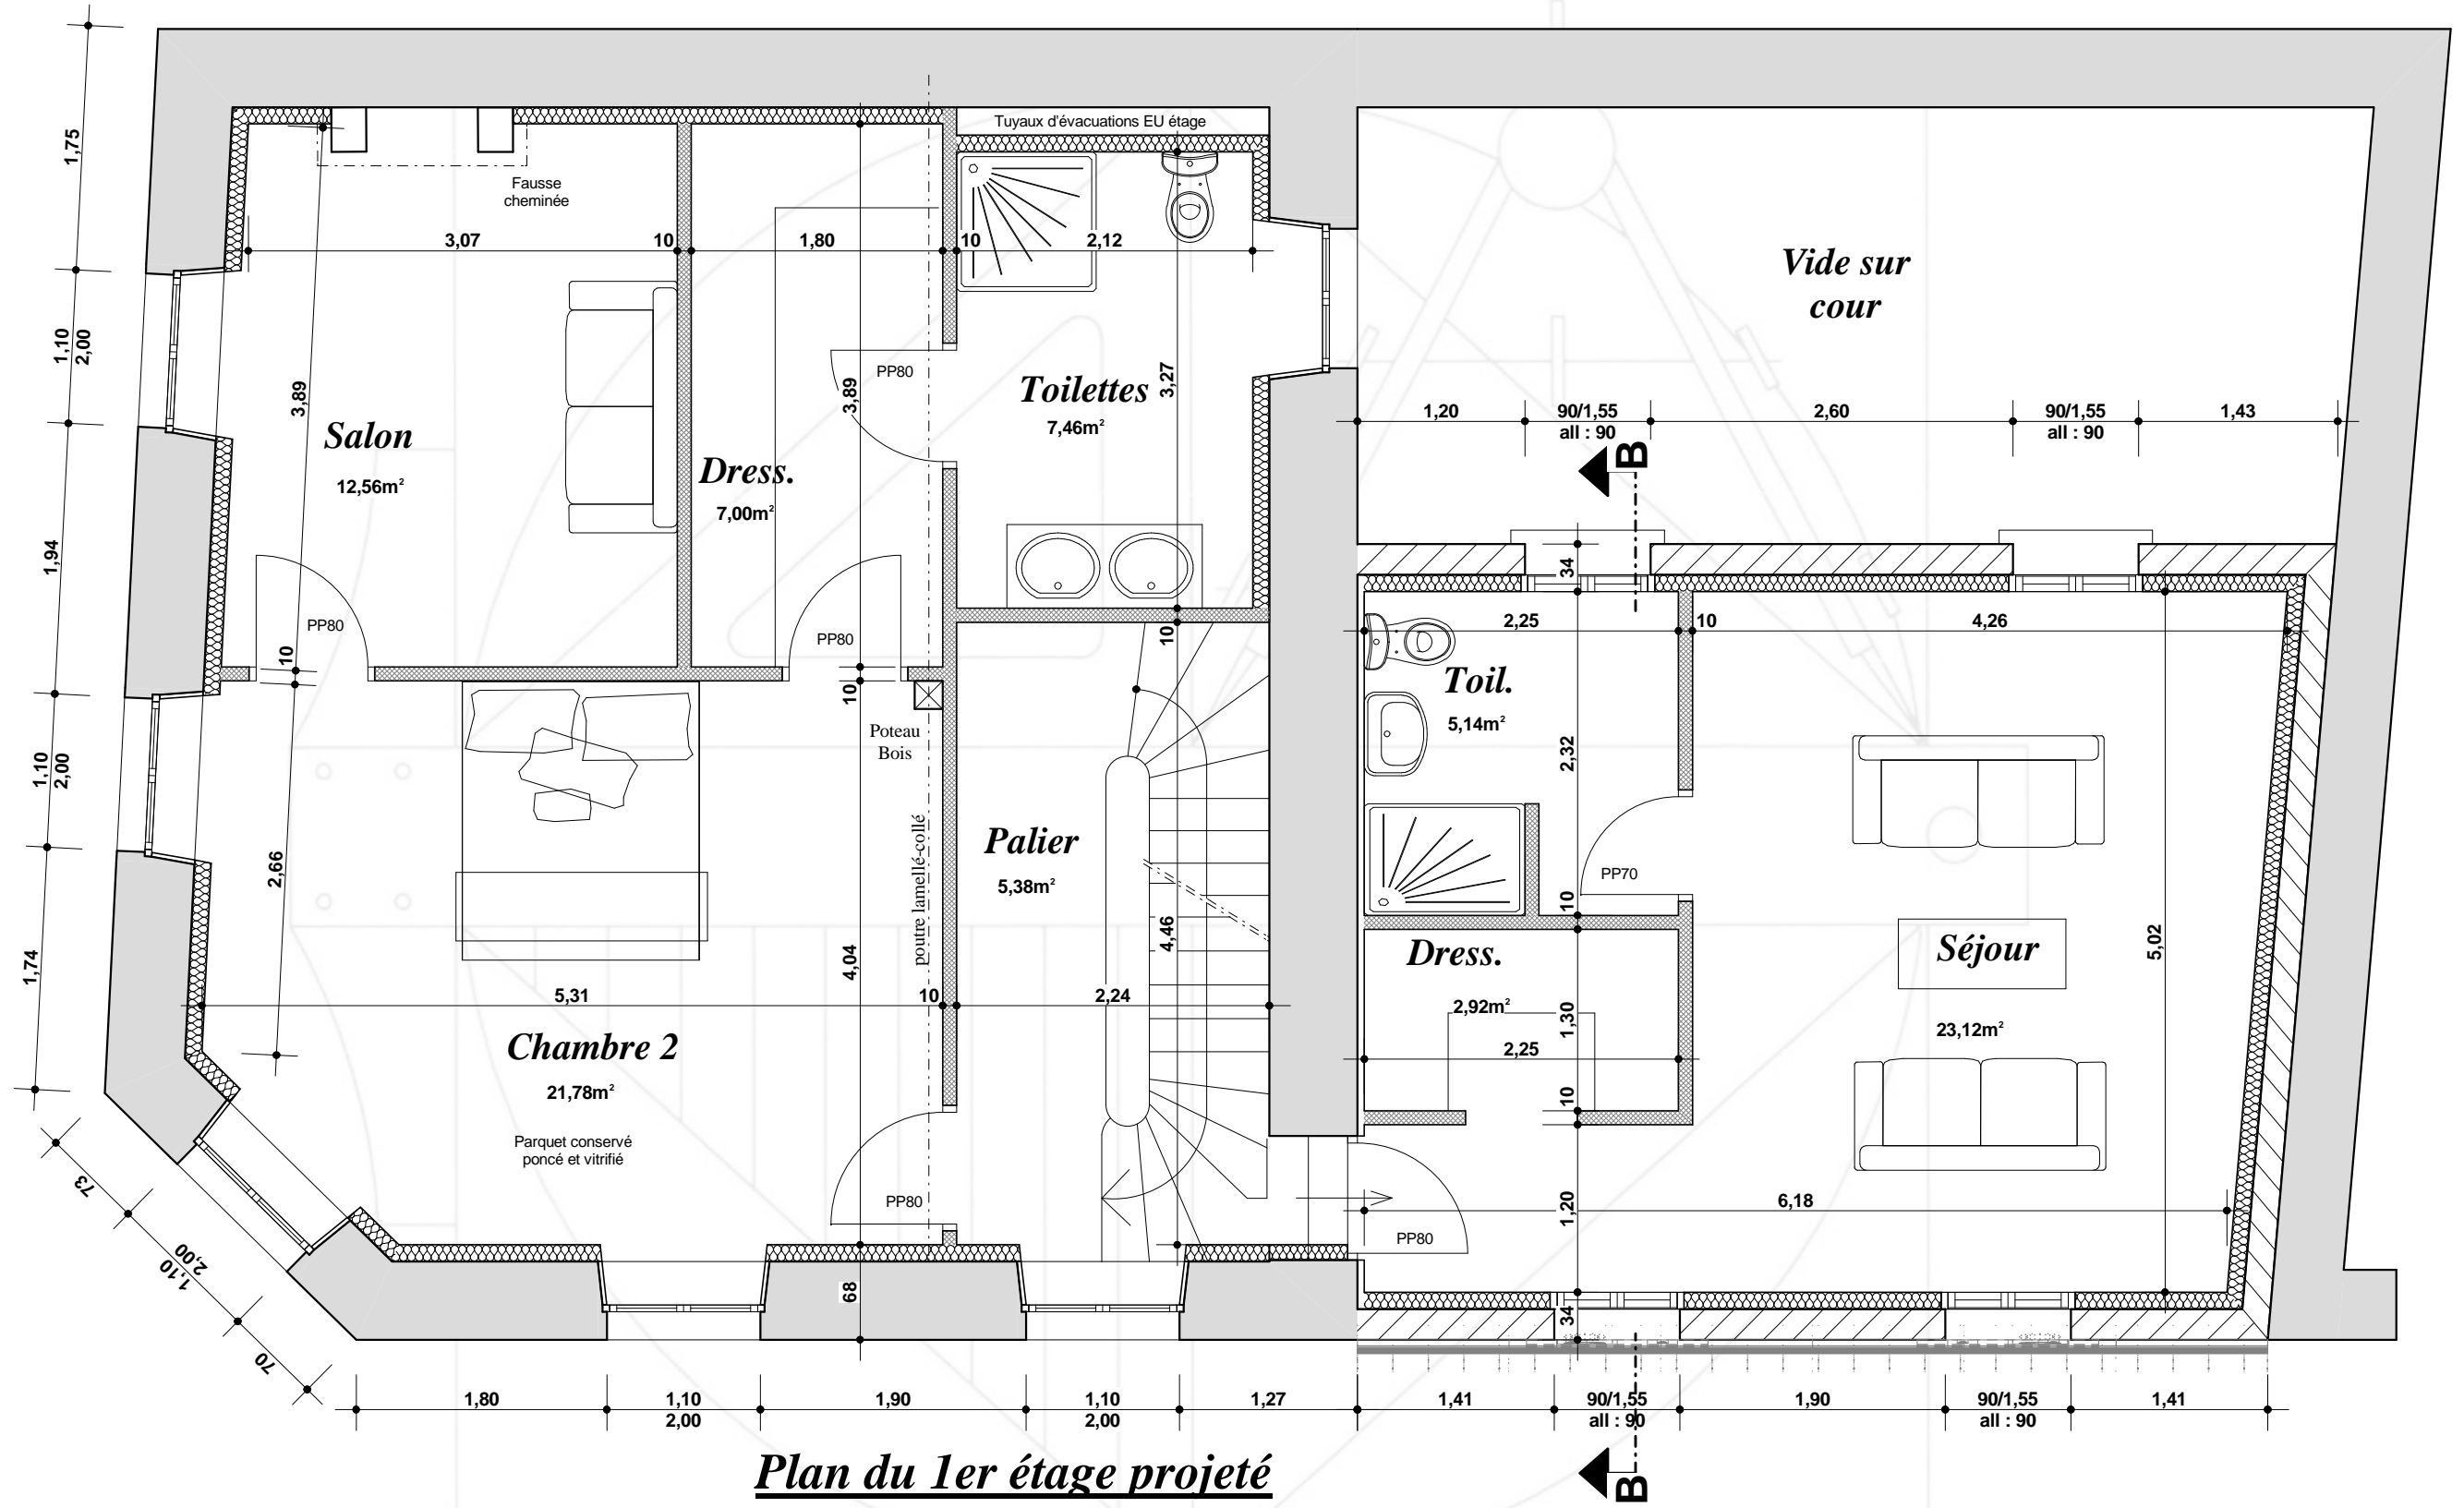 Tuyaux d'évacuations EU étage
Fausse
cheminée
1,75
3,07
10
1,80
10
2,12
Vide sur
cour
1,10
2,00
3,89
PP80
3,89
Toilettes
7,46m²
3,27
1,20
90/1,55
all : 90
2,60
90/1,55
all : 90
1,43
B
Salon
12,56m²
Dress.
7,00m²
1,94
34
PP80
10
PP80
10
10
2,25
10
4,26
Toil.
5,14m²
Poteau
Bois
1,10
2,00
2,32
2,66
poutre lamellé-collé
Palier
5,38m²
PP70
10
4,04
4,46
Dress.
2,92m²
1,30
2,25
Séjour
23,12m²
5,02
1,74
5,31
10
2,24
Chambre 2
21,78m²
Parquet conservé
poncé et vitrifié
10
73
PP80
1,20
6,18
PP80
1,10
2,00
68
34
70
1,80
1,10
2,00
1,90
1,10
2,00
1,27
1,41
90/1,55
all : 90
1,90
90/1,55
all : 90
1,41
Plan du 1er étage projeté
B